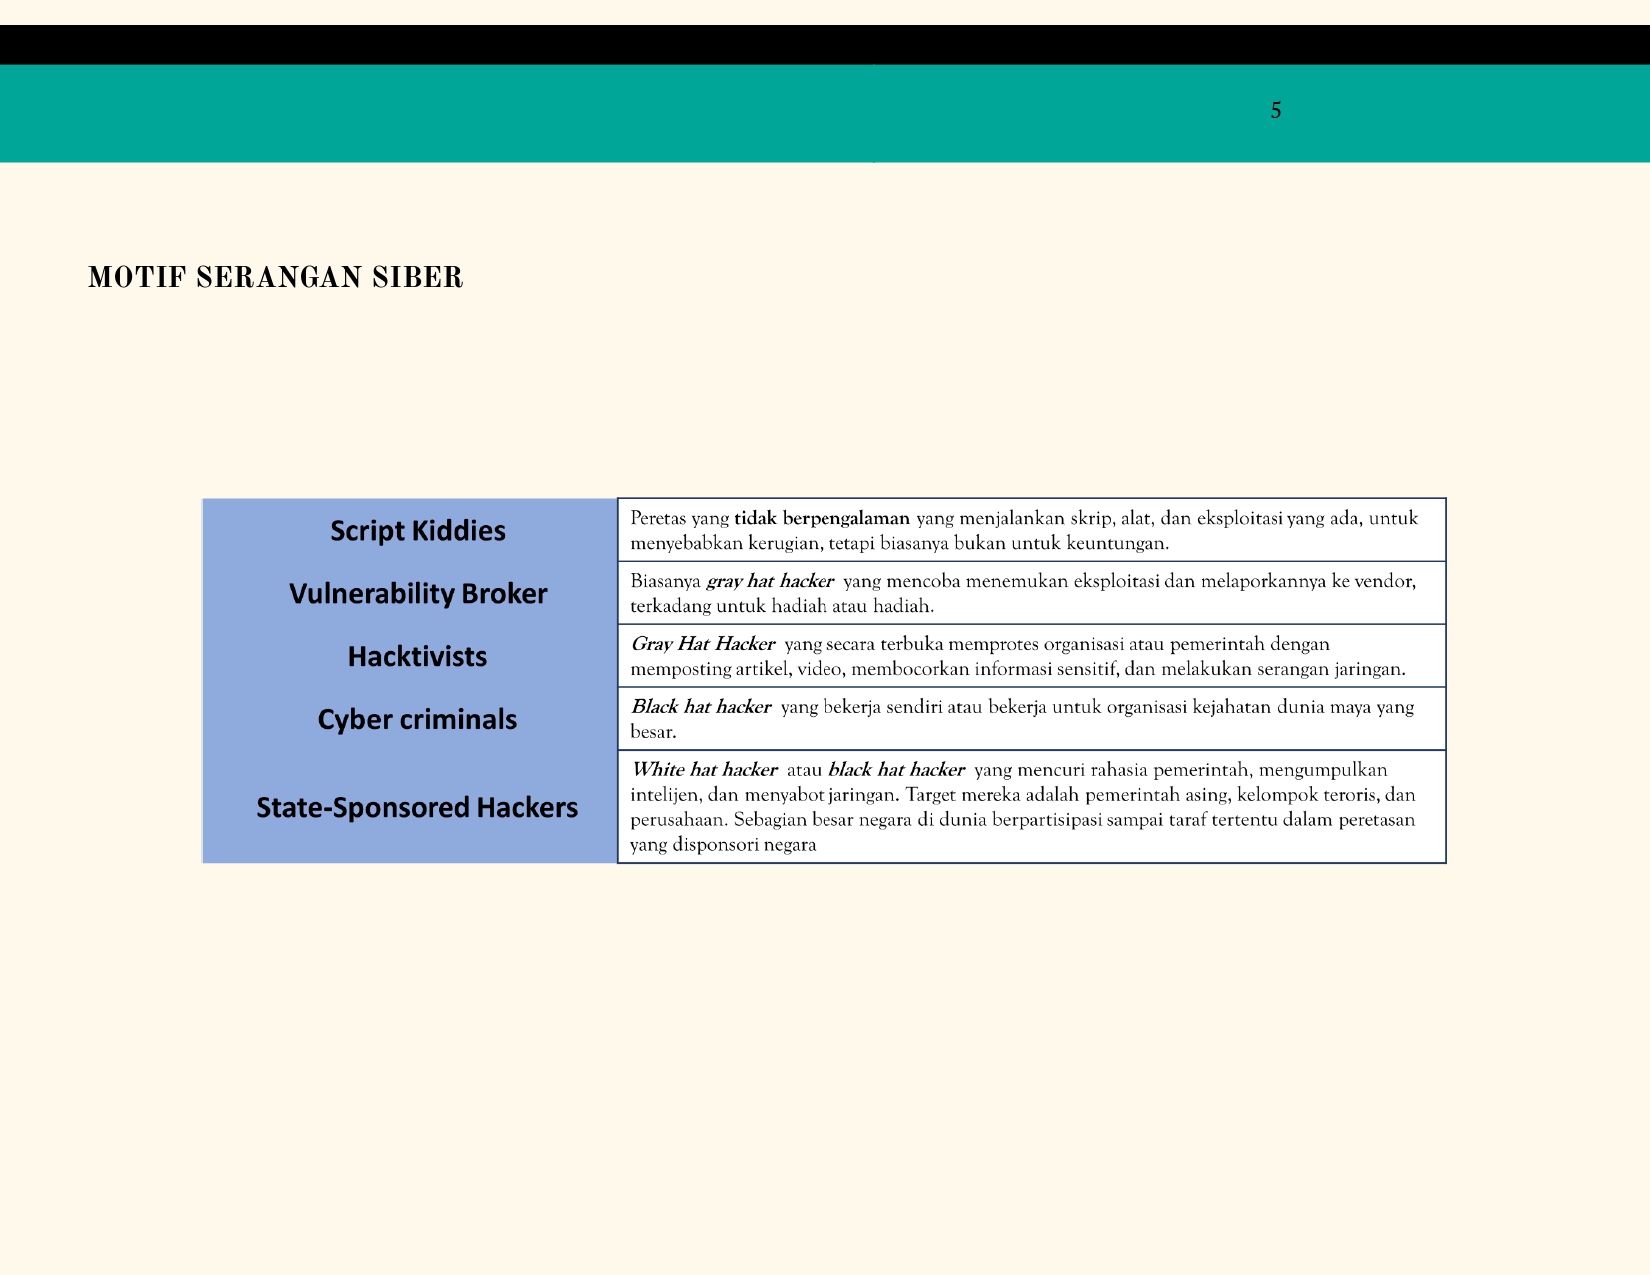 5
MOTIF SERANGAN SIBER
Script Kiddies
Peretas yang tidak berpengalaman yang menjalankan skrip, alat, dan eksploitasi yang ada, untuk
menyebabkan kerugian, tetapi biasanya bukan untuk keuntungan.
Vulnerability Broker
Biasanya gray hat hacker yang mencoba menemukan eksploitasi dan melaporkannya ke vendor,
terkadang untuk hadiah atau hadiah.
Hacktivists
Gray Hat Hacker yang secara terbuka memprotes organisasi atau pemerintah dengan
memposting artikel, video, membocorkan informasi sensitif, dan melakukan serangan jaringan.
Cyber criminals
Black hat hacker yang bekerja sendiri atau bekerja untuk organisasi kejahatan dunia maya yang
besar.
State-Sponsored Hackers
White hat hacker atau black hat hacker yang mencuri rahasia pemerintah, mengumpulkan
intelijen, dan menyabot jaringan. Target mereka adalah pemerintah asing, kelompok teroris, dan
perusahaan. Sebagian besar negara di dunia berpartisipasi sampai taraf tertentu dalam peretasan
yang disponsori negara